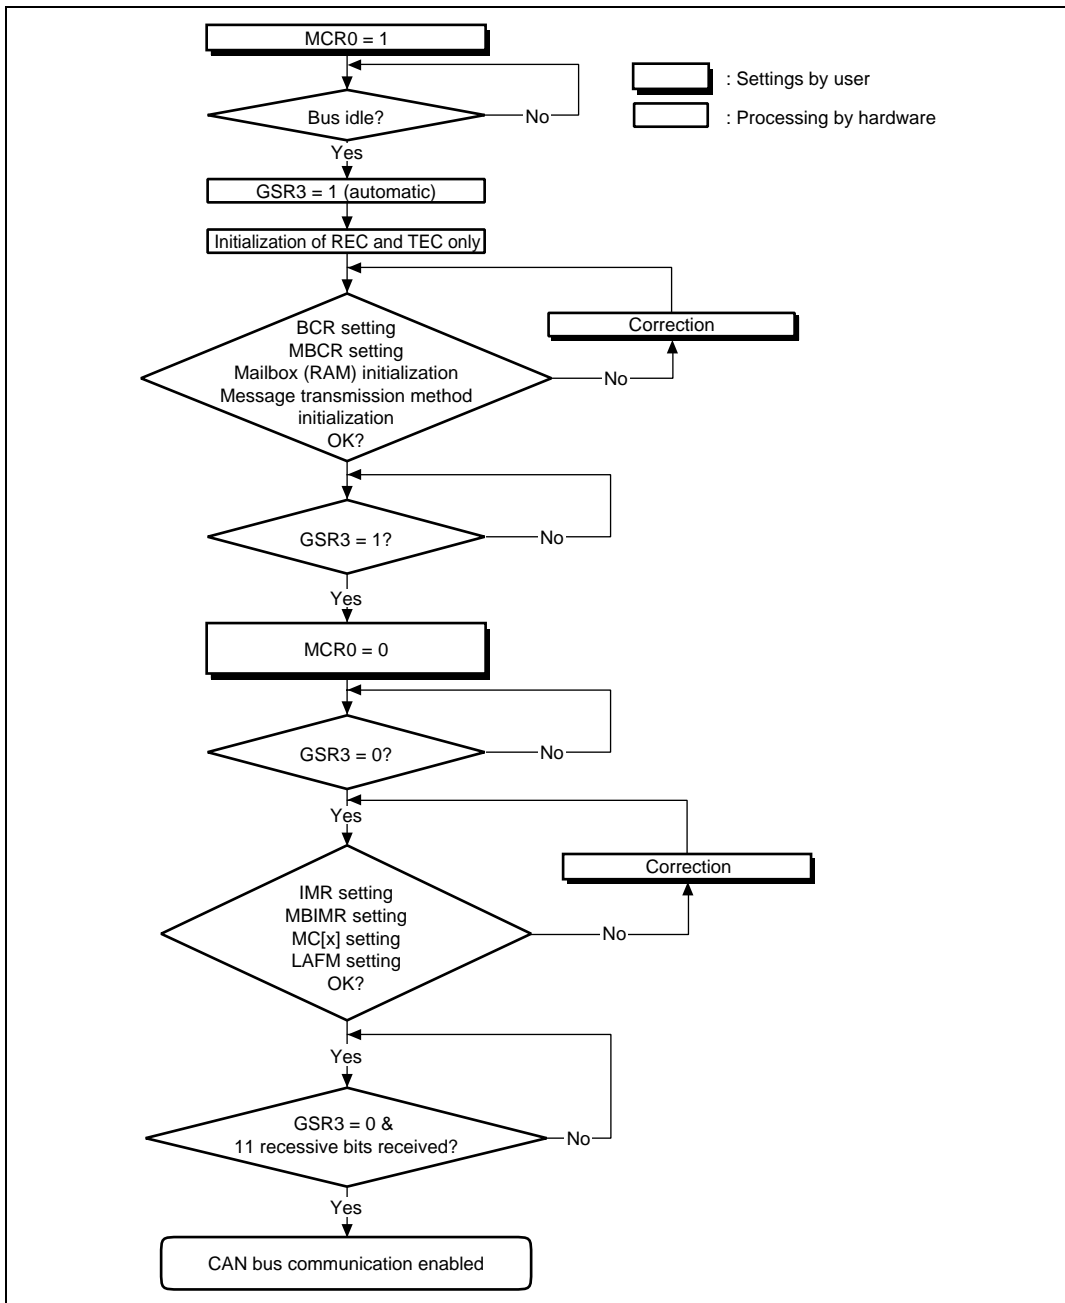 MCR0 = 1
: Settings by user
: Processing by hardware
Bus idle?
No
Yes
GSR3 = 1 (automatic)
Initialization of REC and TEC only
Correction
BCR setting
MBCR setting
Mailbox (RAM) initialization
Message transmission method
initialization
OK?
No
GSR3 = 1?
No
Yes
MCR0 = 0
GSR3 = 0?
No
Yes
Correction
IMR setting
MBIMR setting
MC[x] setting
LAFM setting
OK?
No
Yes
GSR3 = 0 &
11 recessive bits received?
No
Yes
CAN bus communication enabled